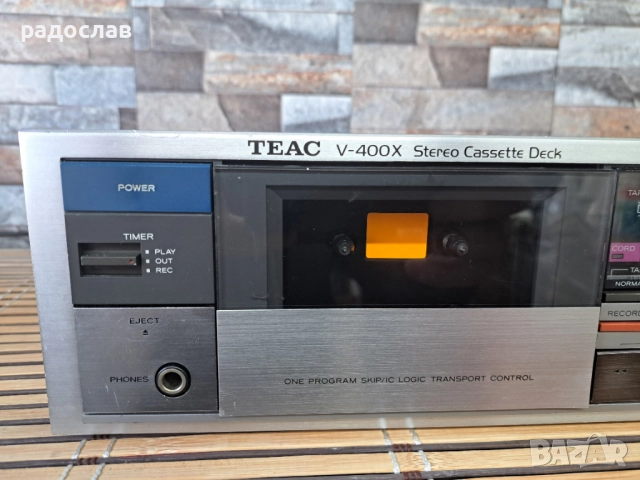 радослав
TEAC V-400X Stereo Cassette Deck
POWER
TIMER
PLAY
OUT
REC
EJECT
PHONES
ONE PROGRAM SKIP/IC LOGIC TRANSPORT CONTROL
CORD
NORMA
RECORD
BAZAR